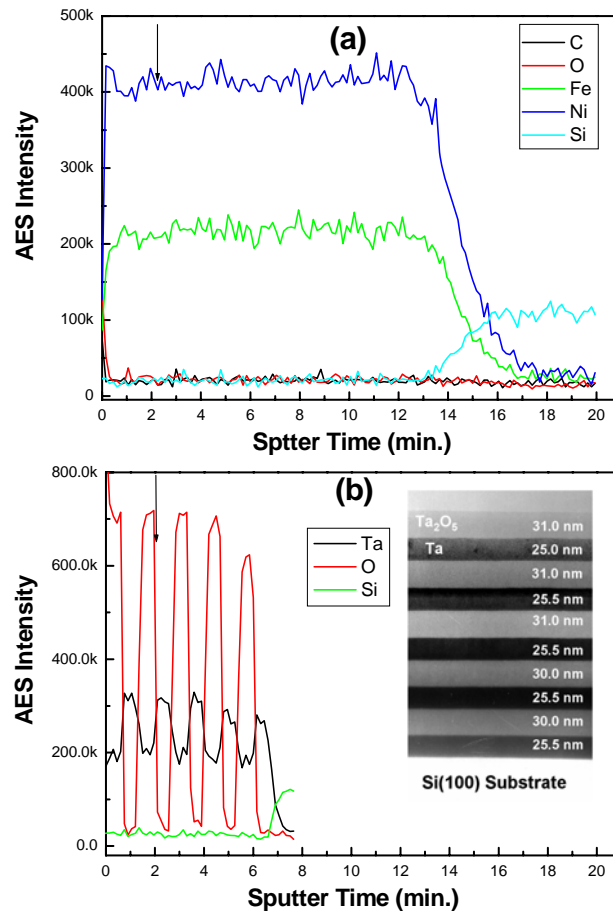 (a)
500k
400k
300k
200k
100k
0
AES Intensity
C
O
Fe
Ni
Si
0 2 4 6 8 10 12 14 16 18 20
Sptter Time (min.)
(b)
800.0k
600.0k
400.0k
200.0k
0.0
AES Intensity
Ta
O
Si
Ta2O5 31.0 nm
Ta 25.0 nm
31.0 nm
25.5 nm
31.0 nm
25.5 nm
30.0 nm
25.5 nm
30.0 nm
25.5 nm
Si(100) Substrate
0 2 4 6 8 10 12 14 16 18 20
Sputter Time (min.)